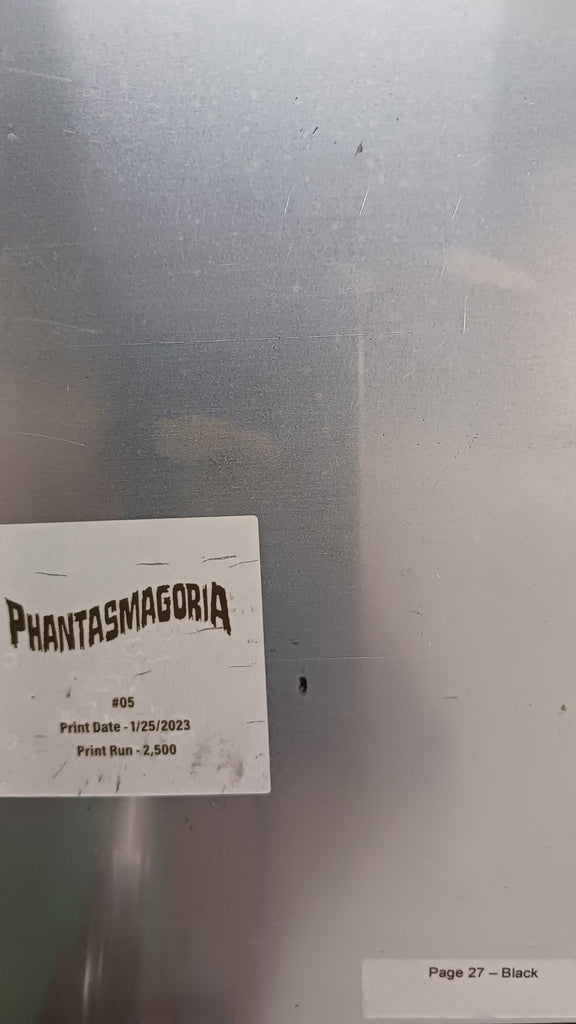 PHANTASMAGORIA
#05
Print Date - 1/25/2023
Print Run - 2,500
Page 27 – Black